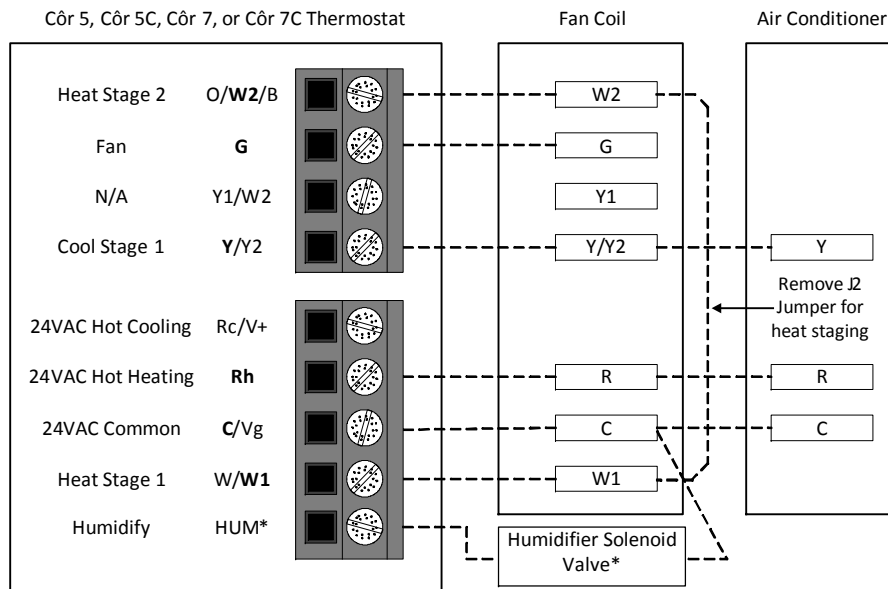 Côr 5, Côr 5C, Côr 7, or Côr 7C Thermostat
Fan Coil
Air Conditioner
Heat Stage 2 O/W2/B
W2
Fan G
G
N/A Y1/W2
Y1
Cool Stage 1 Y/Y2
Y/Y2
Y
Remove J2
Jumper for
heat staging
24VAC Hot Cooling Rc/V+
24VAC Hot Heating Rh
R
R
24VAC Common C/Vg
C
C
Heat Stage 1 W/W1
W1
Humidify HUM*
Humidifier Solenoid
Valve*